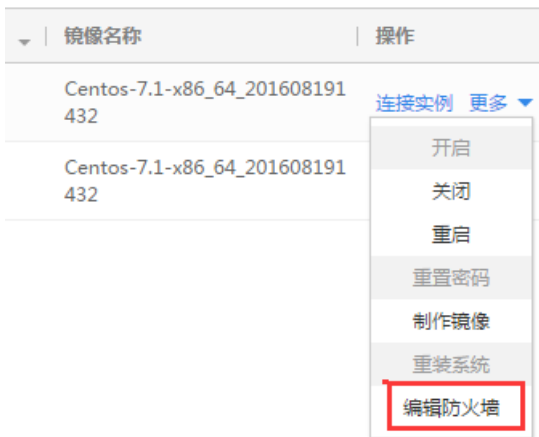 镜像名称
操作
Centos-7.1-x86_64_201608191
432
连接实例 更多
Centos-7.1-x86_64_201608191
432
开启
关闭
重启
重置密码
制作镜像
重装系统
编辑防火墙